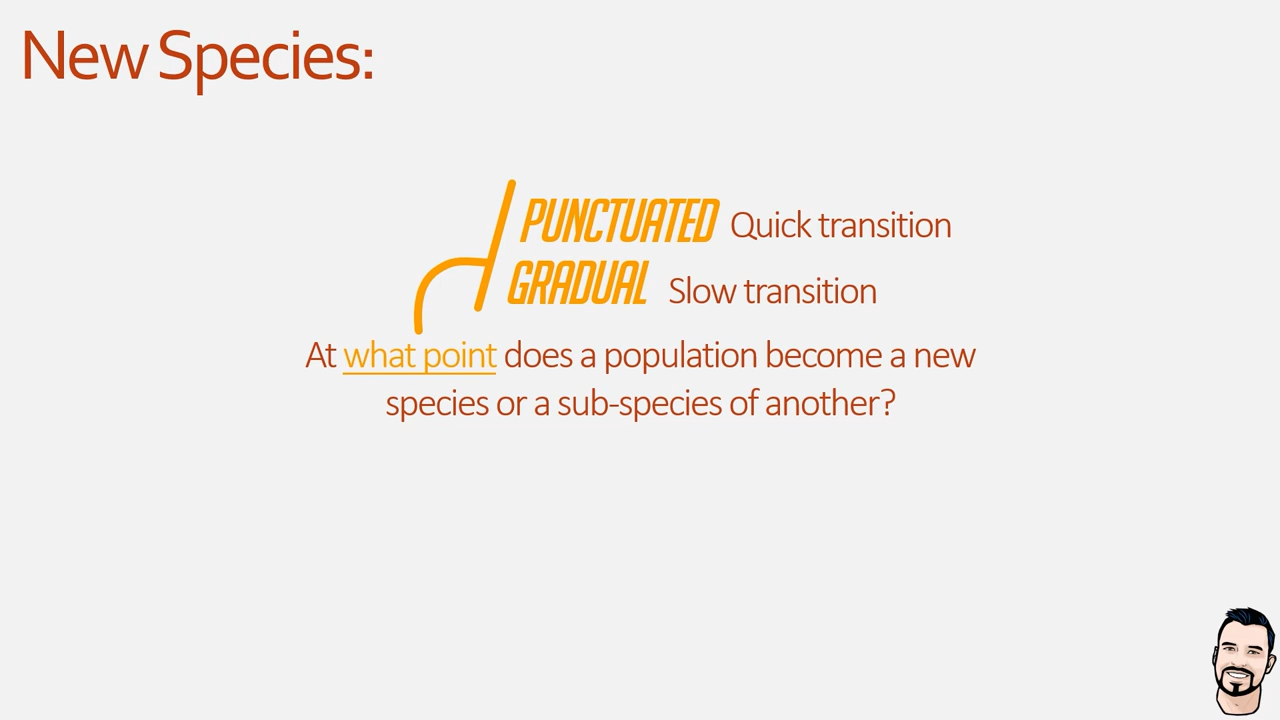 New Species:
PUNCTUATED Quick transition
GRADUAL Slow transition
At what point does a population become a new
species or a sub-species of another?